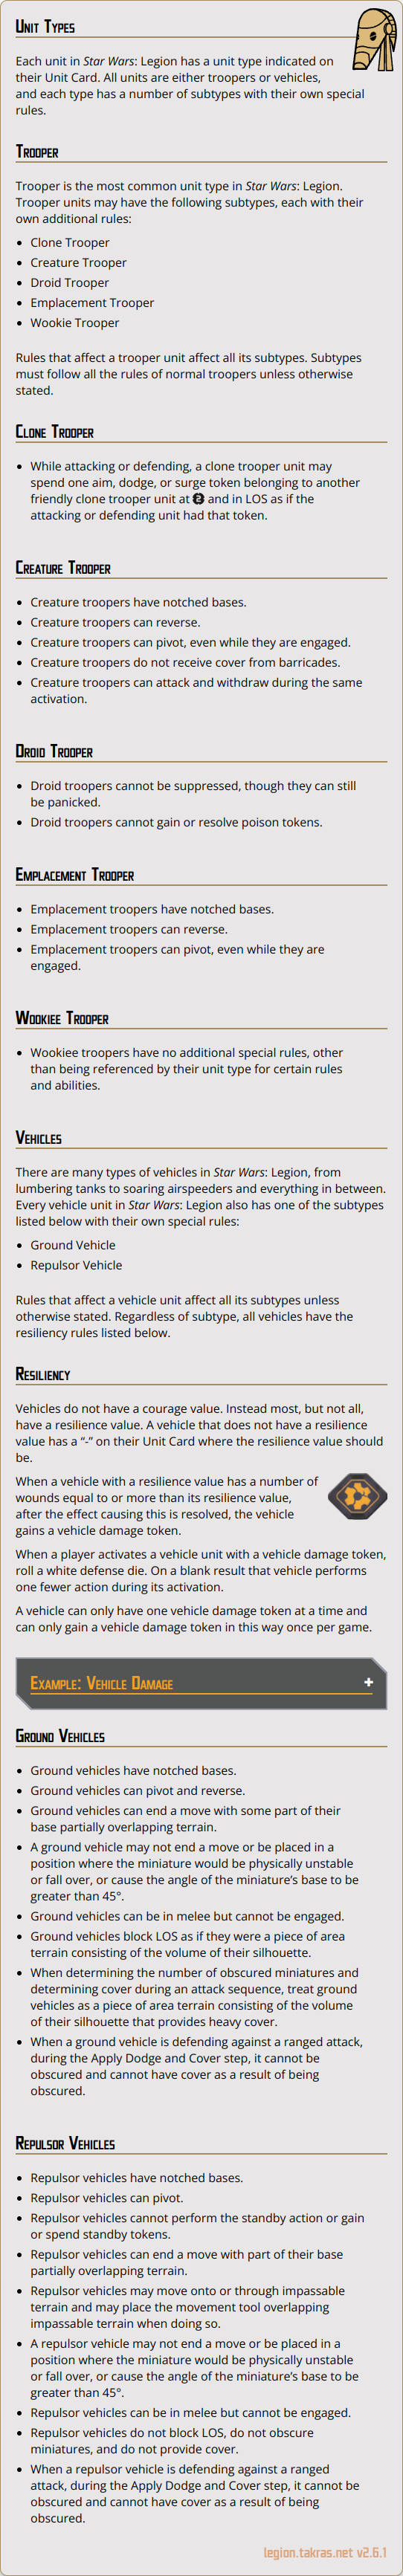 Unit Types
Each unit in Star Wars: Legion has a unit type indicated on
their Unit Card. All units are either troopers or vehicles,
and each type has a number of subtypes with their own special
rules.
Trooper
Trooper is the most common unit type in Star Wars: Legion.
Trooper units may have the following subtypes, each with their
own additional rules:
• Clone Trooper
• Creature Trooper
• Droid Trooper
• Emplacement Trooper
• Wookie Trooper
Rules that affect a trooper unit affect all its subtypes. Subtypes
must follow all the rules of normal troopers unless otherwise
stated.
Clone Trooper
• While attacking or defending, a clone trooper unit may
spend one aim, dodge, or surge token belonging to another
friendly clone trooper unit at 2 and in LOS as if the
attacking or defending unit had that token.
Creature Trooper
• Creature troopers have notched bases.
• Creature troopers can reverse.
• Creature troopers can pivot, even while they are engaged.
• Creature troopers do not receive cover from barricades.
• Creature troopers can attack and withdraw during the same
activation.
Droid Trooper
• Droid troopers cannot be suppressed, though they can still
be panicked.
• Droid troopers cannot gain or resolve poison tokens.
Emplacement Trooper
• Emplacement troopers have notched bases.
• Emplacement troopers can reverse.
• Emplacement troopers can pivot, even while they are
engaged.
Wookiee Trooper
• Wookiee troopers have no additional special rules, other
than being referenced by their unit type for certain rules
and abilities.
Vehicles
There are many types of vehicles in Star Wars: Legion, from
lumbering tanks to soaring airspeeders and everything in between.
Every vehicle unit in Star Wars: Legion also has one of the subtypes
listed below with their own special rules:
• Ground Vehicle
• Repulsor Vehicle
Rules that affect a vehicle unit affect all its subtypes unless
otherwise stated. Regardless of subtype, all vehicles have the
resiliency rules listed below.
Resiliency
Vehicles do not have a courage value. Instead most, but not all,
have a resilience value. A vehicle that does not have a resilience
value has a “-” on their Unit Card where the resilience value should
be.
When a vehicle with a resilience value has a number of
wounds equal to or more than its resilience value,
after the effect causing this is resolved, the vehicle
gains a vehicle damage token.
When a player activates a vehicle unit with a vehicle damage token,
roll a white defense die. On a blank result that vehicle performs
one fewer action during its activation.
A vehicle can only have one vehicle damage token at a time and
can only gain a vehicle damage token in this way once per game.
Example: Vehicle Damage +
Ground Vehicles
• Ground vehicles have notched bases.
• Ground vehicles can pivot and reverse.
• Ground vehicles can end a move with some part of their
base partially overlapping terrain.
• A ground vehicle may not end a move or be placed in a
position where the miniature would be physically unstable
or fall over, or cause the angle of the miniature’s base to be
greater than 45°.
• Ground vehicles can be in melee but cannot be engaged.
• Ground vehicles block LOS as if they were a piece of area
terrain consisting of the volume of their silhouette.
• When determining the number of obscured miniatures and
determining cover during an attack sequence, treat ground
vehicles as a piece of area terrain consisting of the volume
of their silhouette that provides heavy cover.
• When a ground vehicle is defending against a ranged attack,
during the Apply Dodge and Cover step, it cannot be
obscured and cannot have cover as a result of being
obscured.
Repulsor Vehicles
• Repulsor vehicles have notched bases.
• Repulsor vehicles can pivot.
• Repulsor vehicles cannot perform the standby action or gain
or spend standby tokens.
• Repulsor vehicles can end a move with part of their base
partially overlapping terrain.
• Repulsor vehicles may move onto or through impassable
terrain and may place the movement tool overlapping
impassable terrain when doing so.
• A repulsor vehicle may not end a move or be placed in a
position where the miniature would be physically unstable
or fall over, or cause the angle of the miniature’s base to be
greater than 45°.
• Repulsor vehicles can be in melee but cannot be engaged.
• Repulsor vehicles do not block LOS, do not obscure
miniatures, and do not provide cover.
• When a repulsor vehicle is defending against a ranged
attack, during the Apply Dodge and Cover step, it cannot be
obscured and cannot have cover as a result of being
obscured.
legion.takras.net v2.6.1